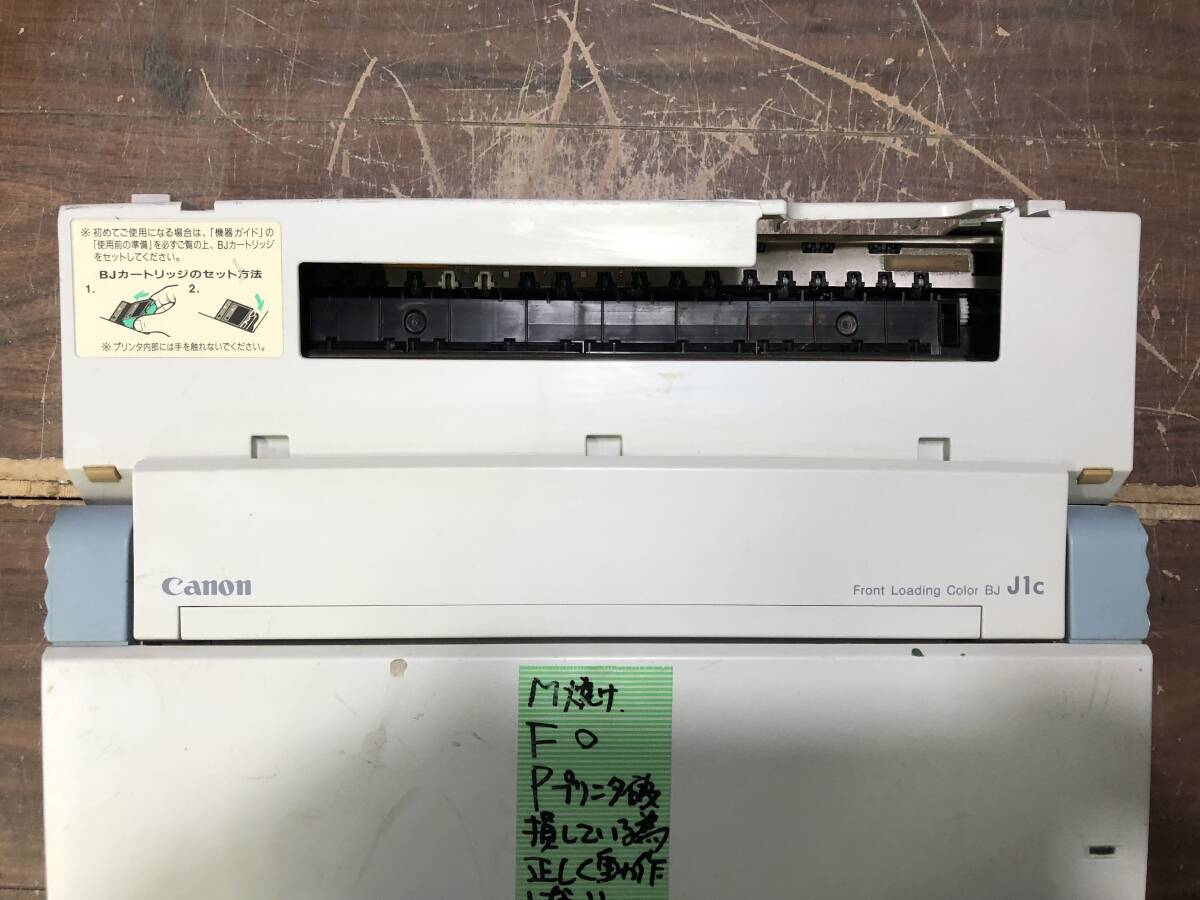 ※ 初めてご使用になる場合は、「機器ガイド」の
「使用前の準備」を必ずご覧の上、BJカートリッジ
をセットしてください。
BJカートリッジのセット方法
1. 2.
※ プリンタ内部には手を触れないでください。
Canon
Front Loading Color BJ J1c
M焼け.
F○
Pプリンタ破
損している為
正しく動作
しない